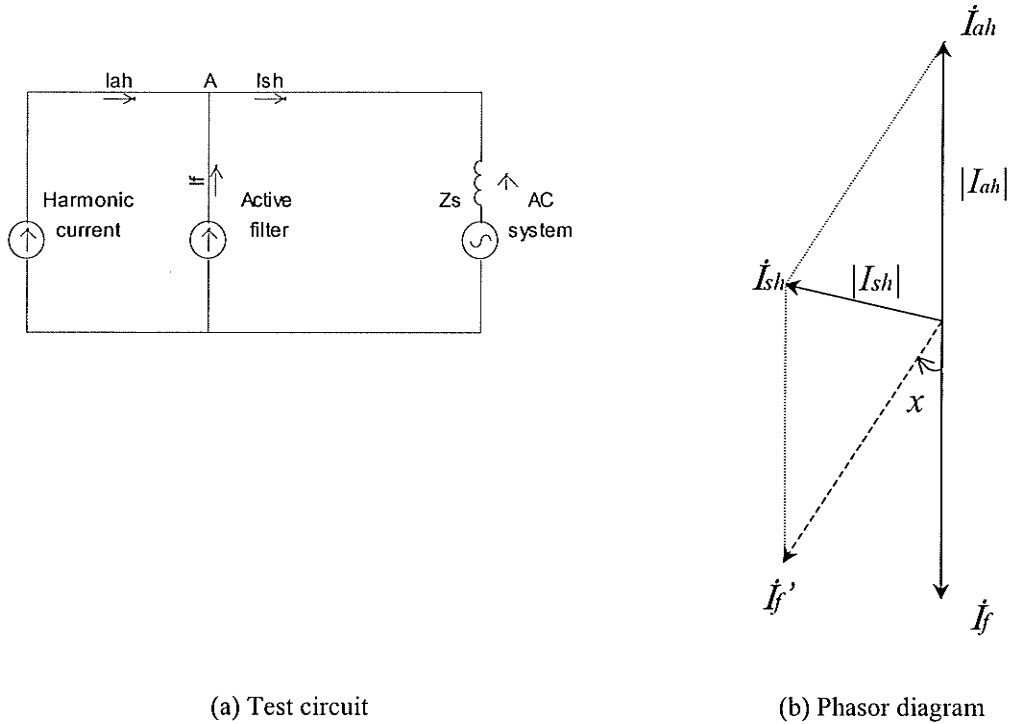 Iah
A
Ish
If
Harmonic
current
Active
filter
Zs
AC
system
(a) Test circuit
İah
|Iah|
İsh
|Ish|
x
İf’
İf
(b) Phasor diagram